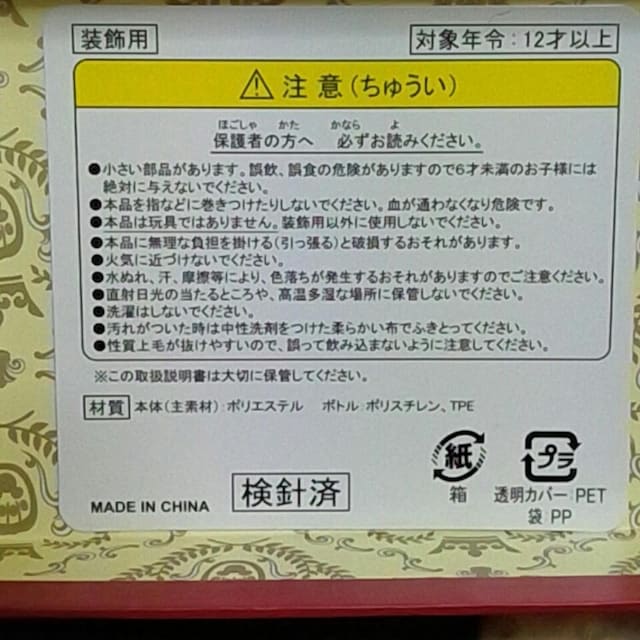 装飾用
対象年令:12才以上
注意(ちゅうい)
ほごしゃ かた かなら よ
保護者の方へ 必ずお読みください。
●小さい部品があります。誤飲、誤食の危険がありますので6才未満のお子様には
絶対に与えないでください。
●本品を指などに巻きつけたりしないでください。血が通わなくなり危険です。
●本品は玩具ではありません。装飾用以外に使用しないでください。
●本品に無理な負担を掛ける(引っ張る)と破損するおそれがあります。
●火気に近づけないでください。
●水ぬれ、汗、摩擦等により、色落ちが発生するおそれがありますのでご注意ください。
●直射日光の当たるところや、高温多湿な場所に保管しないでください。
●洗濯はしないでください。
●汚れがついた時は中性洗剤をつけた柔らかい布でふきとってください。
●性質上毛が抜けやすいので、誤って飲み込まないように注意してください。
※この取扱説明書は大切に保管してください。
材質 本体(主素材):ポリエステル ボトル:ポリスチレン、TPE
紙
プラ
箱
透明カバー:PET
袋:PP
MADE IN CHINA
検針済